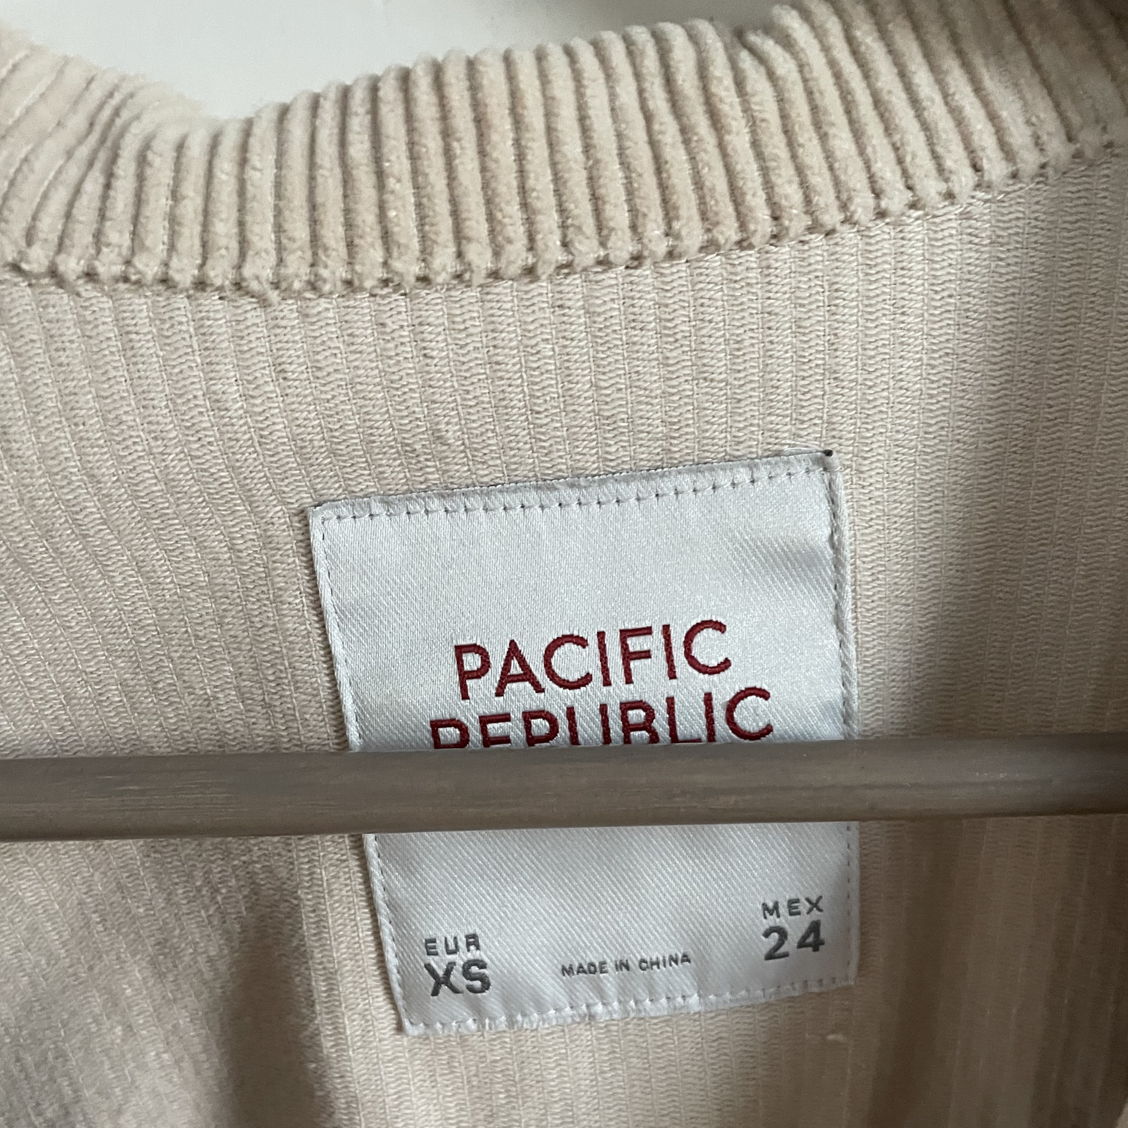 PACIFIC
REPUBLIC
EUR
XS
MADE IN CHINA
MEX
24